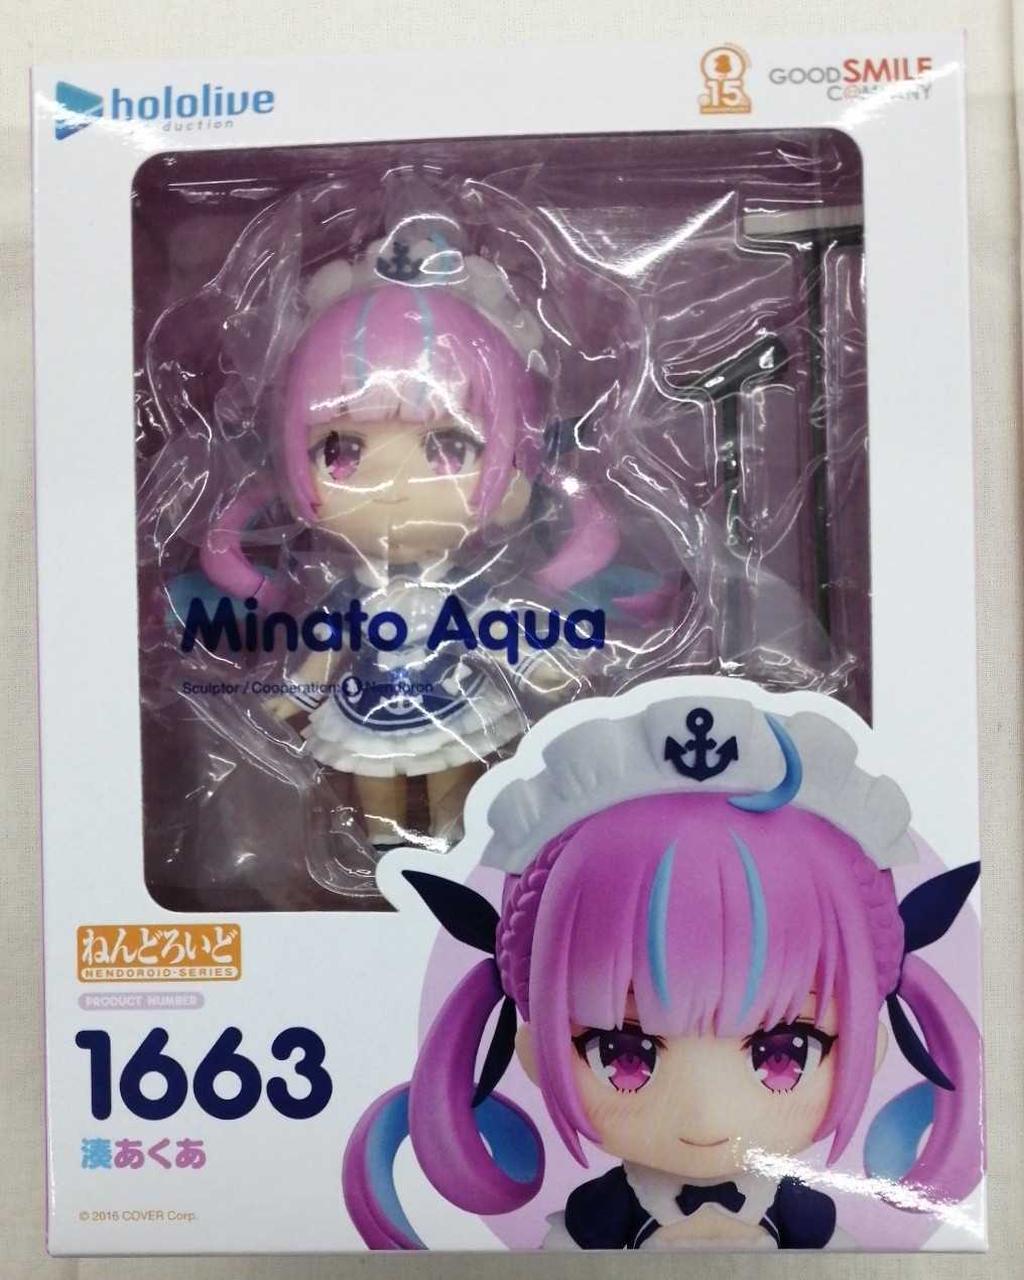 hololive
production
15
GOOD SMILE
COMPANY
Minato Aqua
Sculptor / Cooperation: Nendoron
ねんどろいど
NENDOROID-SERIES
PRODUCT NUMBER
1663
湊あくあ
© 2016 COVER Corp.